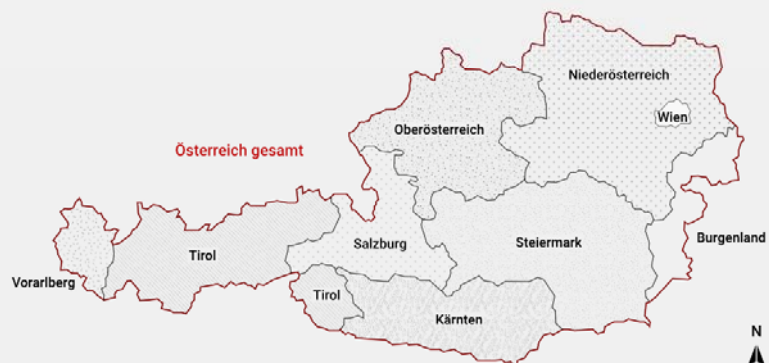 Niederösterreich
Wien
Oberösterreich
Österreich gesamt
Burgenland
Steiermark
Salzburg
Tirol
Vorarlberg
Tirol
Kärnten
N